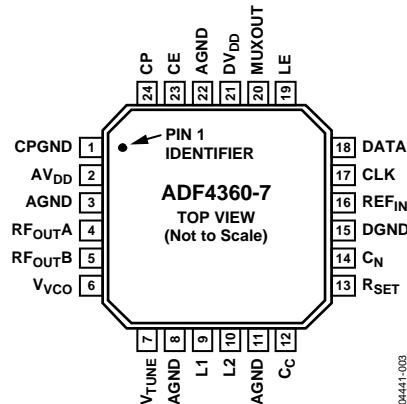 CP
CE
AGND
DVDD
MUXOUT
LE
24
23
22
21
20
19
CPGND 1
AVDD 2
AGND 3
RFOUTA 4
RFOUTB 5
VVCO 6
PIN 1
IDENTIFIER
ADF4360-7
TOP VIEW
(Not to Scale)
18 DATA
17 CLK
16 REFIN
15 DGND
14 CN
13 RSET
7
8
9
10
11
12
VTUNE
AGND
L1
L2
AGND
CC
04441-003